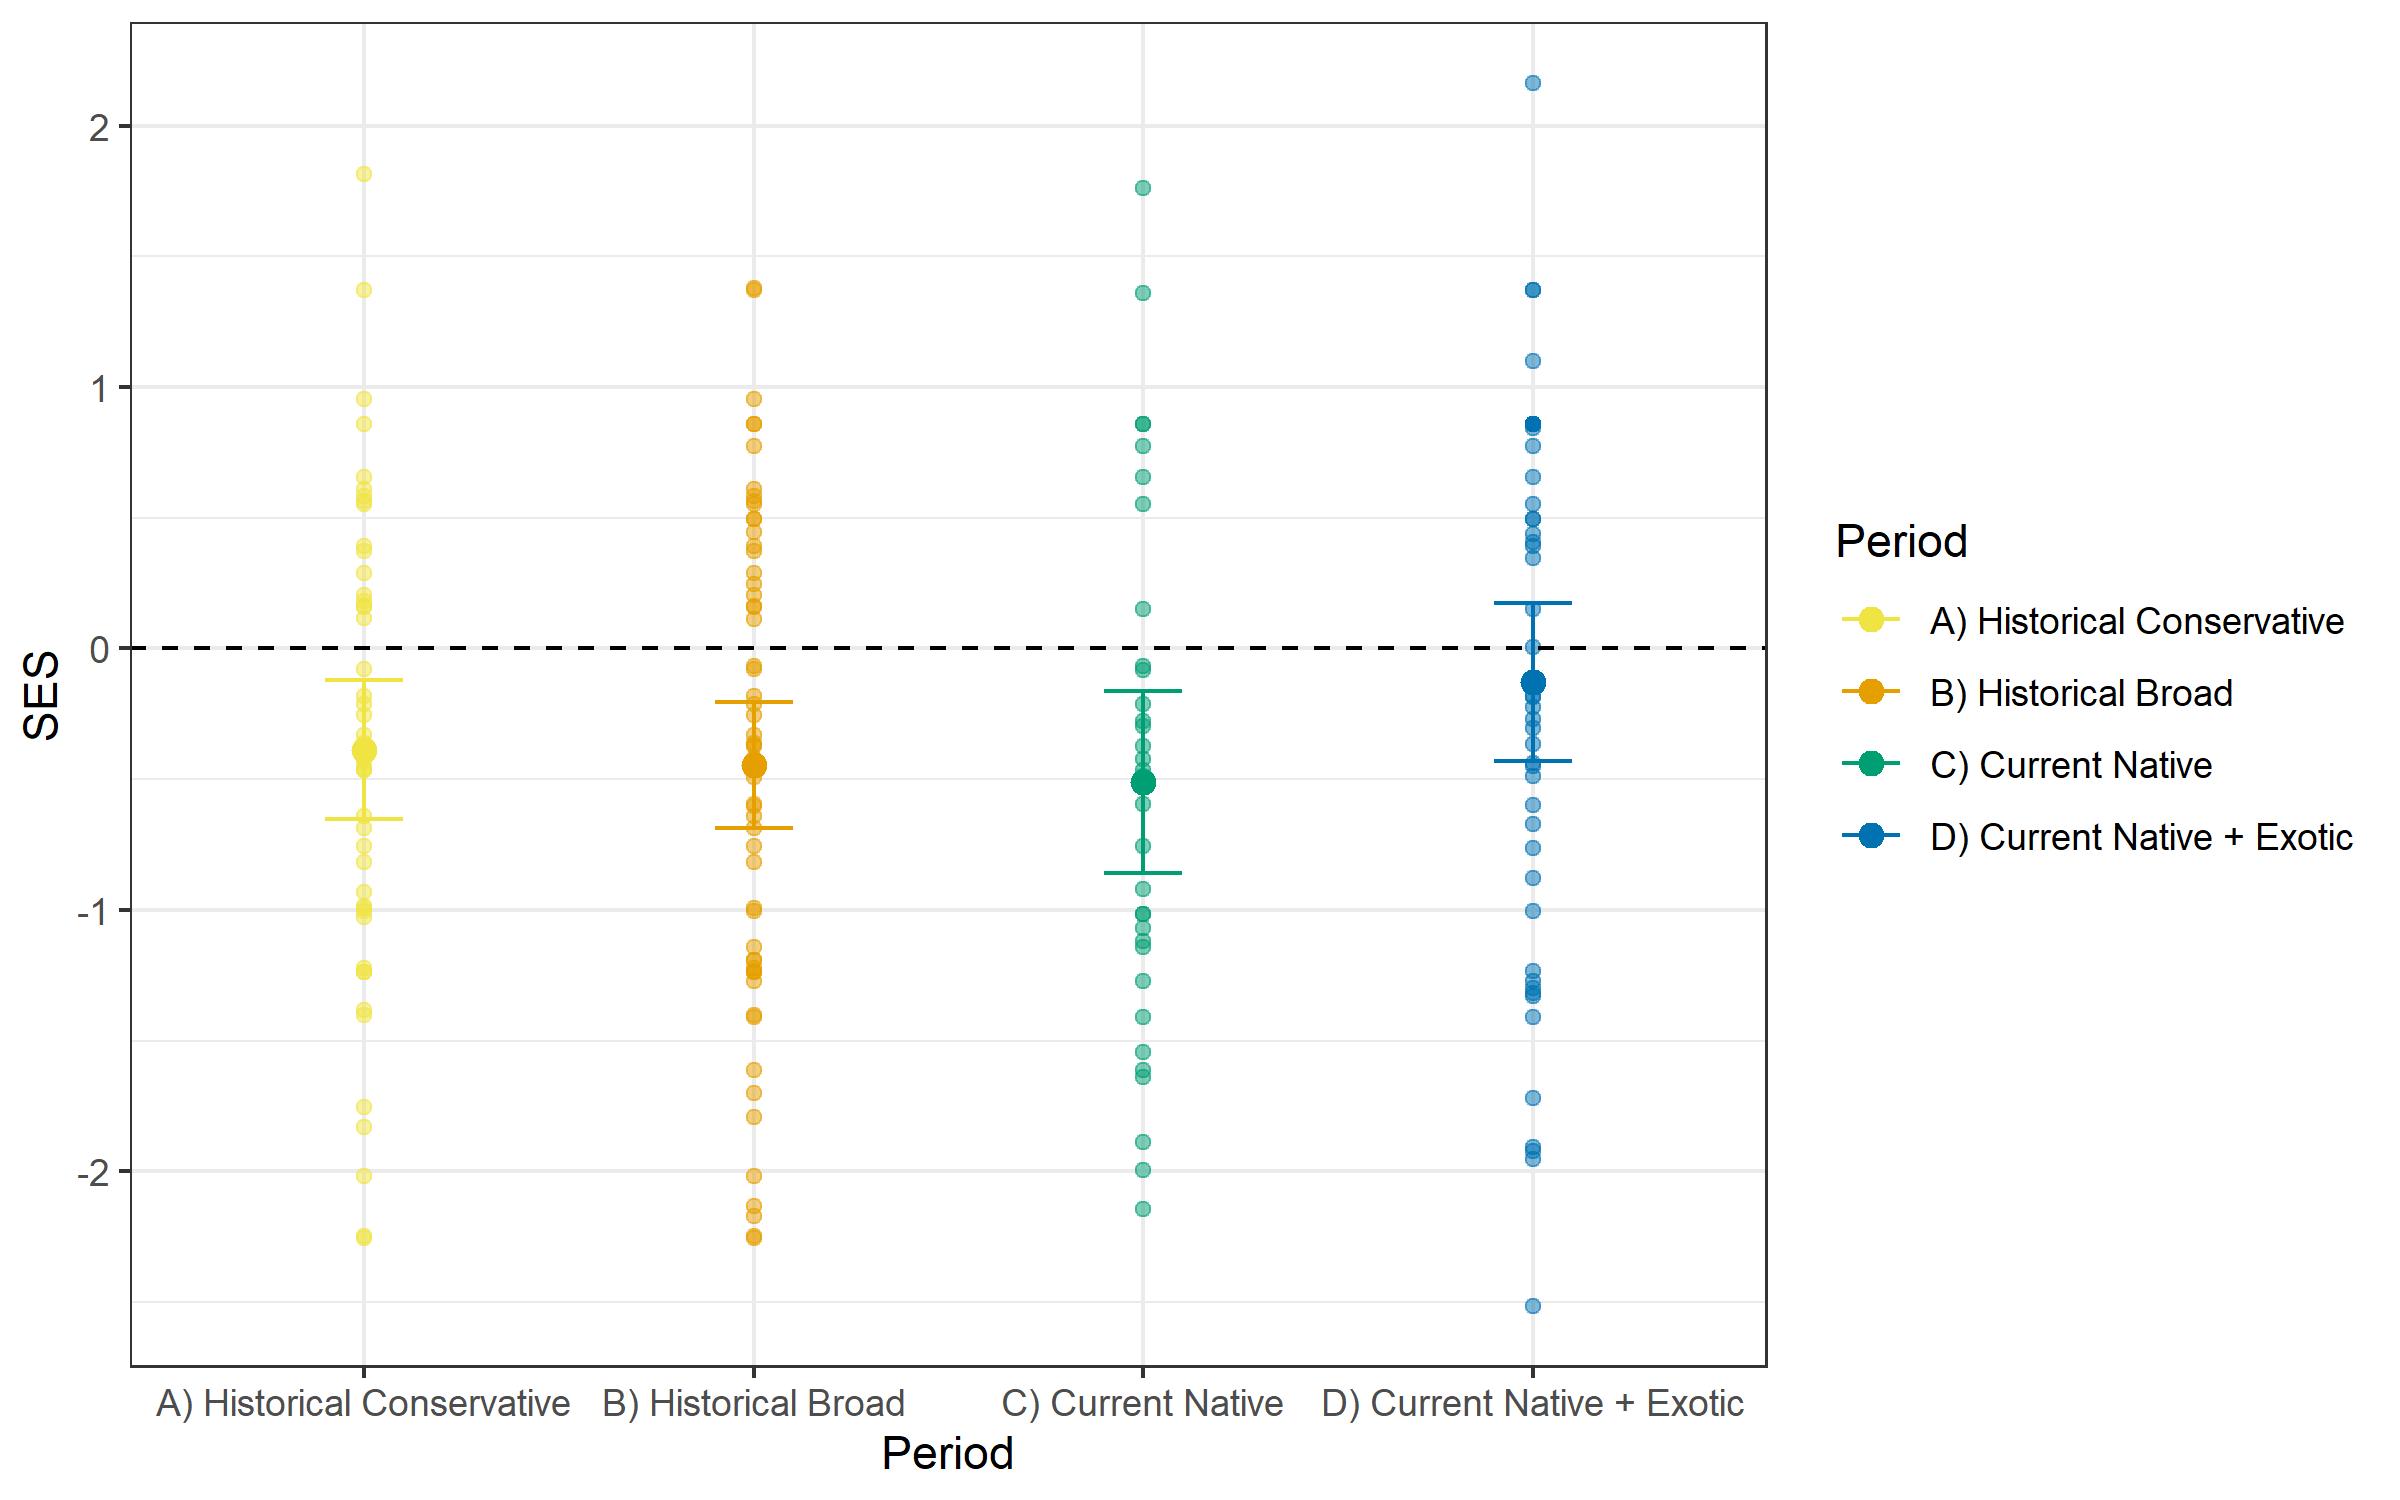 2
1
0
-1
-2
SES
A) Historical Conservative
B) Historical Broad
C) Current Native
D) Current Native + Exotic
Period
Period
A) Historical Conservative
B) Historical Broad
C) Current Native
D) Current Native + Exotic